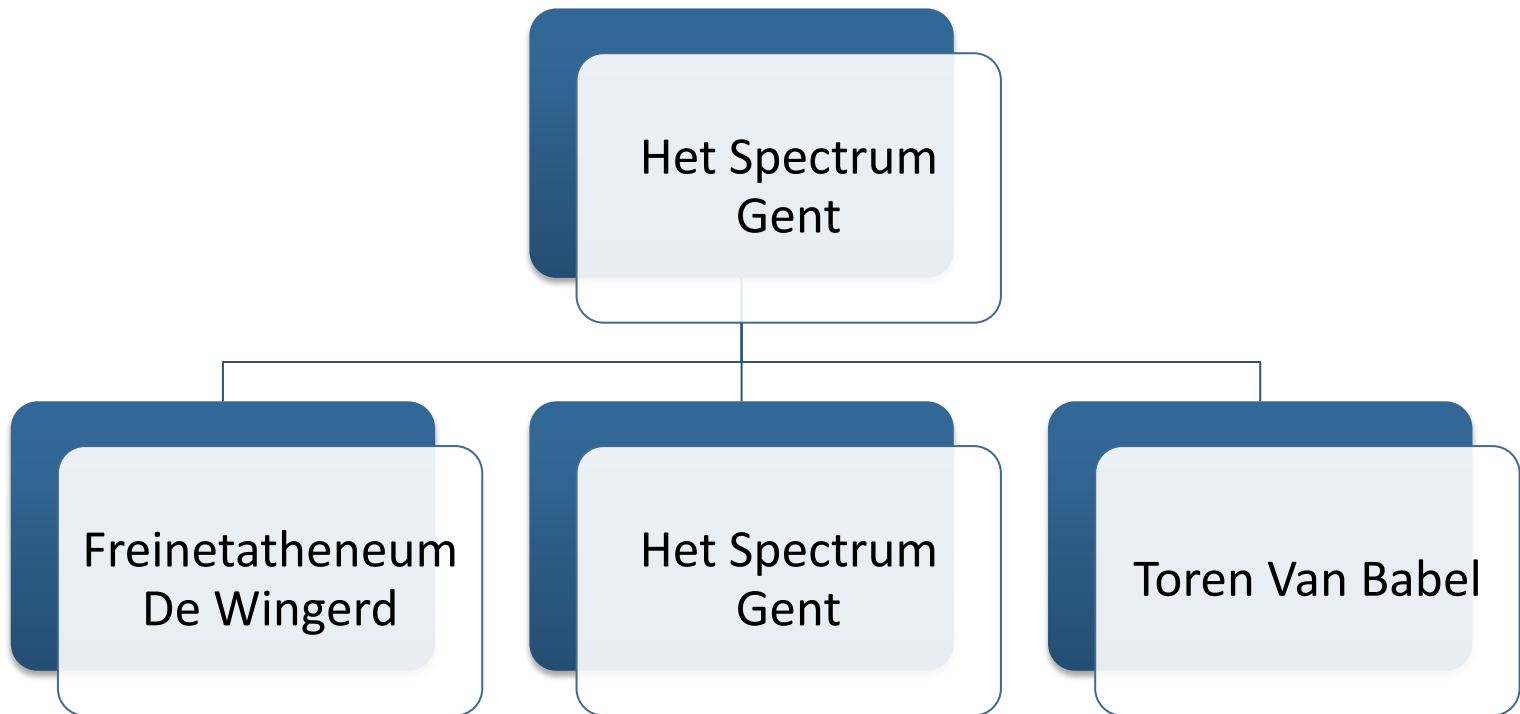 Het Spectrum
Gent
Freinetatheneum
De Wingerd
Het Spectrum
Gent
Toren Van Babel